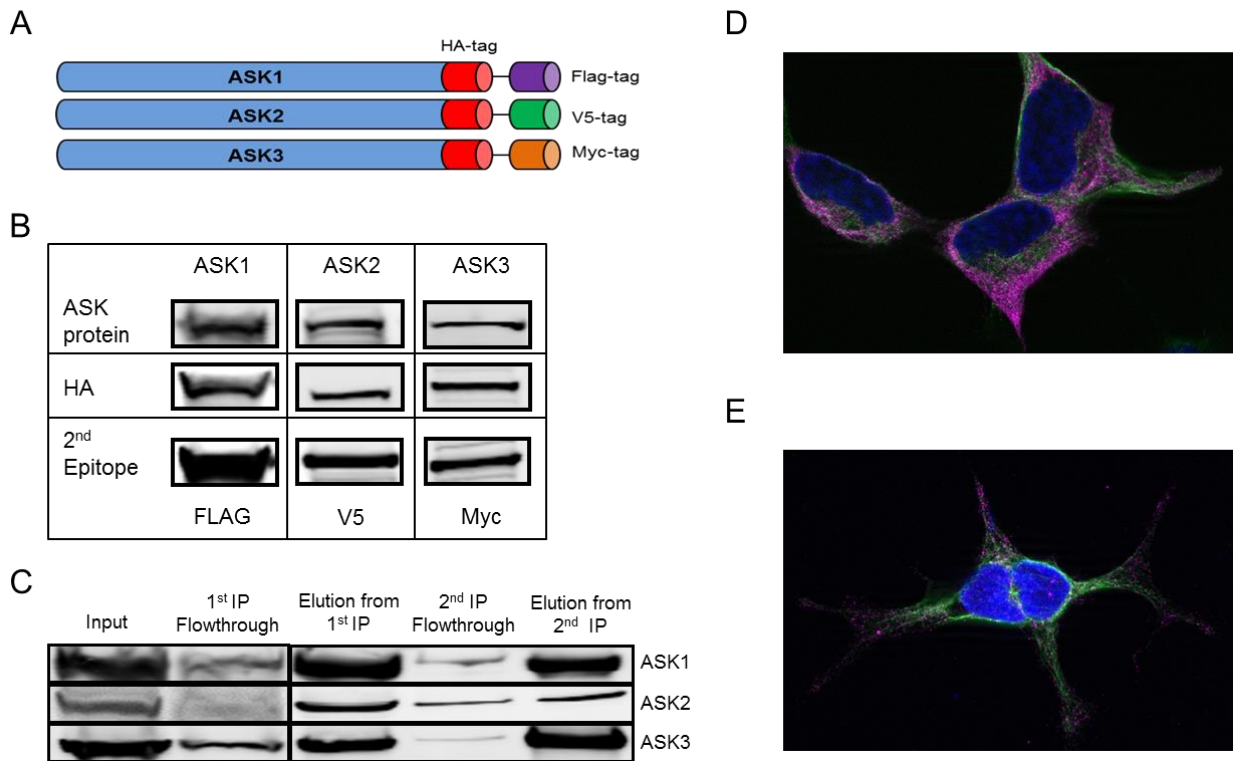 A
HA-tag
ASK1
Flag-tag
ASK2
V5-tag
ASK3
Myc-tag
B
ASK1 ASK2 ASK3
ASK protein
HA
2nd Epitope
FLAG V5 Myc
C
Input
1st IP Flowthrough
Elution from 1st IP
2nd IP Flowthrough
Elution from 2nd IP
ASK1
ASK2
ASK3
D
E